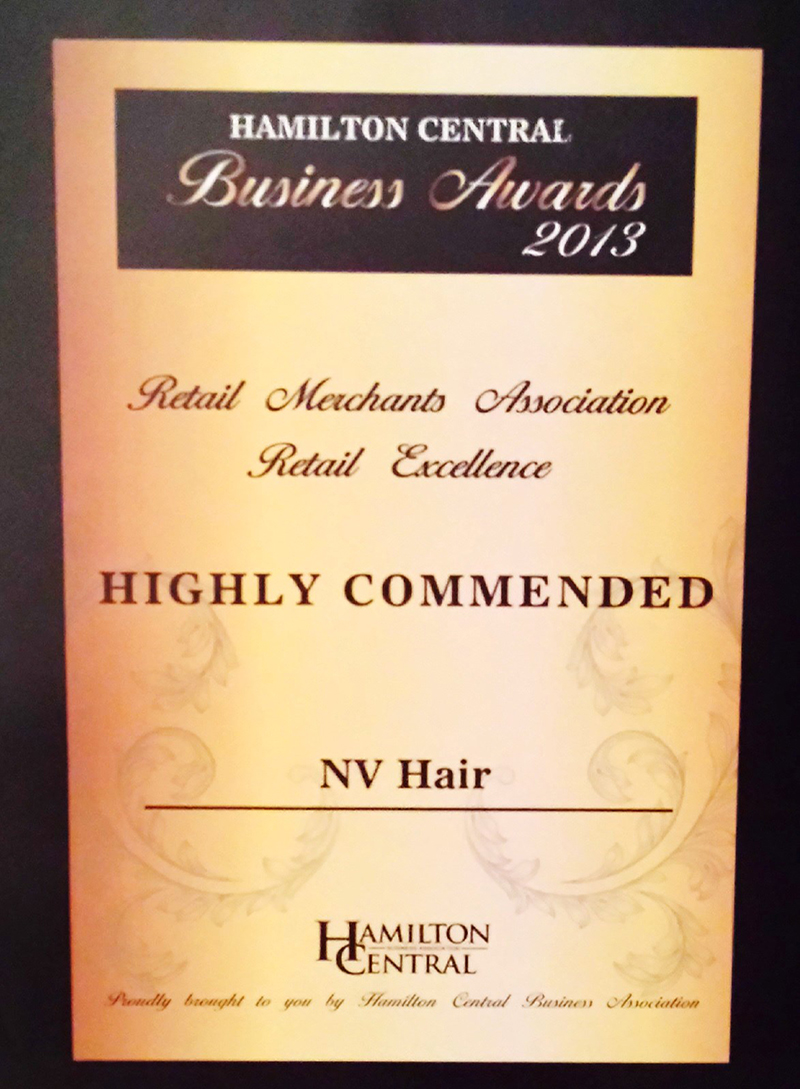 HAMILTON CENTRAL
Business Awards
2013
Retail Merchants Association
Retail Excellence
HIGHLY COMMENDED
NV Hair
HAMILTON
CENTRAL
Proudly brought to you by Hamilton Central Business Association